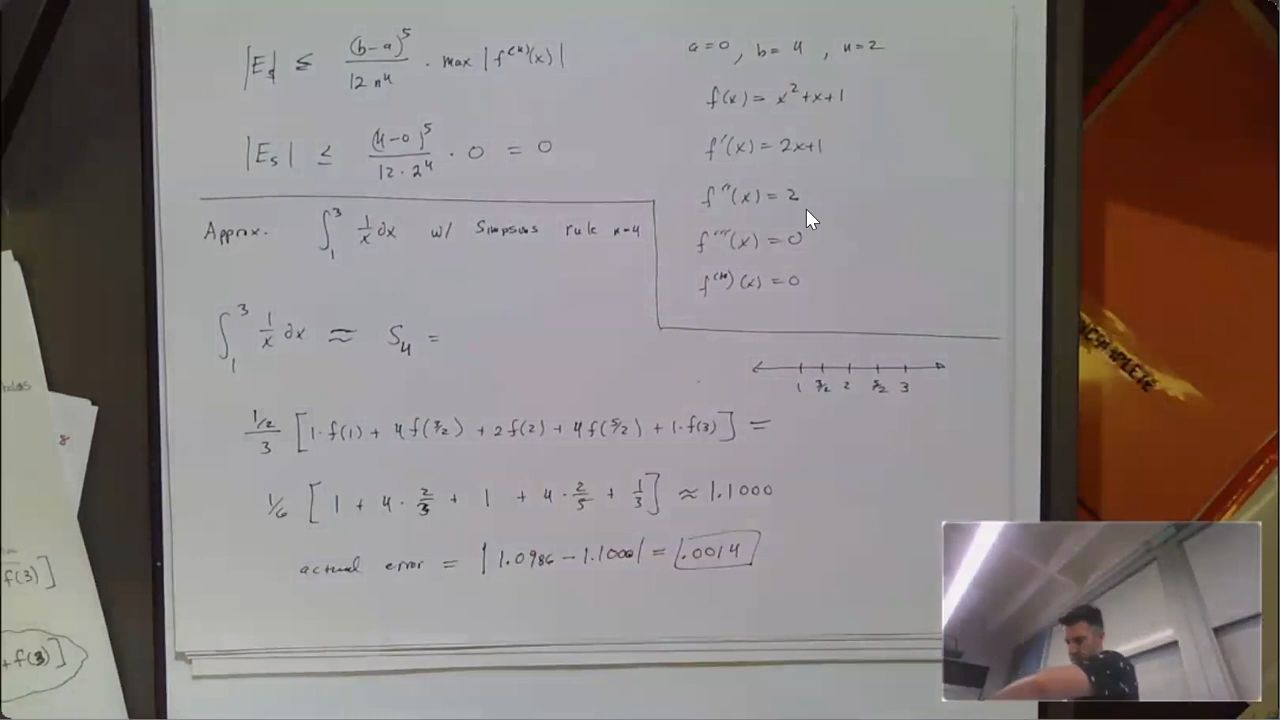 |E_s| ≤ (b-a)^5 / 12 n^4 · max |f^(4)(x)|
|E_s| ≤ (4-0)^5 / 12 · 2^4 · 0 = 0
a=0, b=4, n=2
f(x) = x^2+x+1
f'(x) = 2x+1
f''(x) = 2
f'''(x) = 0
f^(4)(x) = 0
Approx. ∫_1^3 1/x dx w/ Simpsons rule n=4
∫_1^3 1/x dx ≈ S_4 =
1 3/2 2 5/2 3
1/2 / 3 [1·f(1) + 4f(3/2) + 2f(2) + 4f(5/2) + 1·f(3)] =
1/6 [1 + 4·2/3 + 1 + 4·2/5 + 1/3] ≈ 1.1000
actual error = |1.0986 - 1.1000| = .0014
8
f(3)]
+f(3)]